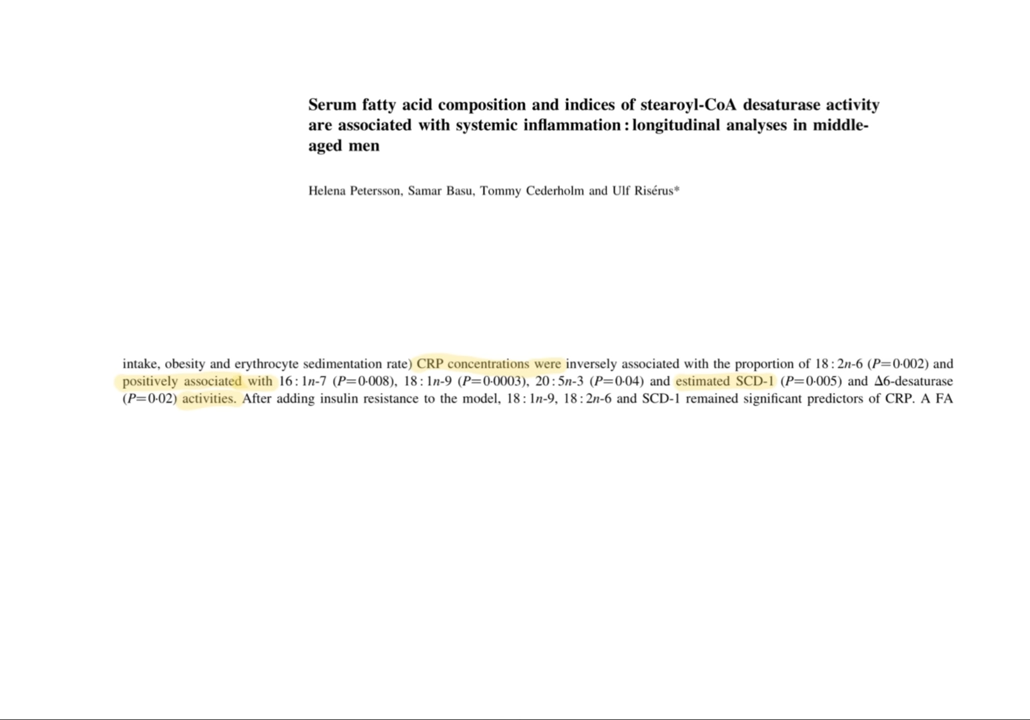 Serum fatty acid composition and indices of stearoyl-CoA desaturase activity
are associated with systemic inflammation : longitudinal analyses in middle-
aged men
Helena Petersson, Samar Basu, Tommy Cederholm and Ulf Risérus*
intake, obesity and erythrocyte sedimentation rate) CRP concentrations were inversely associated with the proportion of 18 : 2n-6 (P=0·002) and
positively associated with 16 : 1n-7 (P=0·008), 18 : 1n-9 (P=0·0003), 20 : 5n-3 (P=0·04) and estimated SCD-1 (P=0·005) and Δ6-desaturase
(P=0·02) activities. After adding insulin resistance to the model, 18 : 1n-9, 18 : 2n-6 and SCD-1 remained significant predictors of CRP. A FA